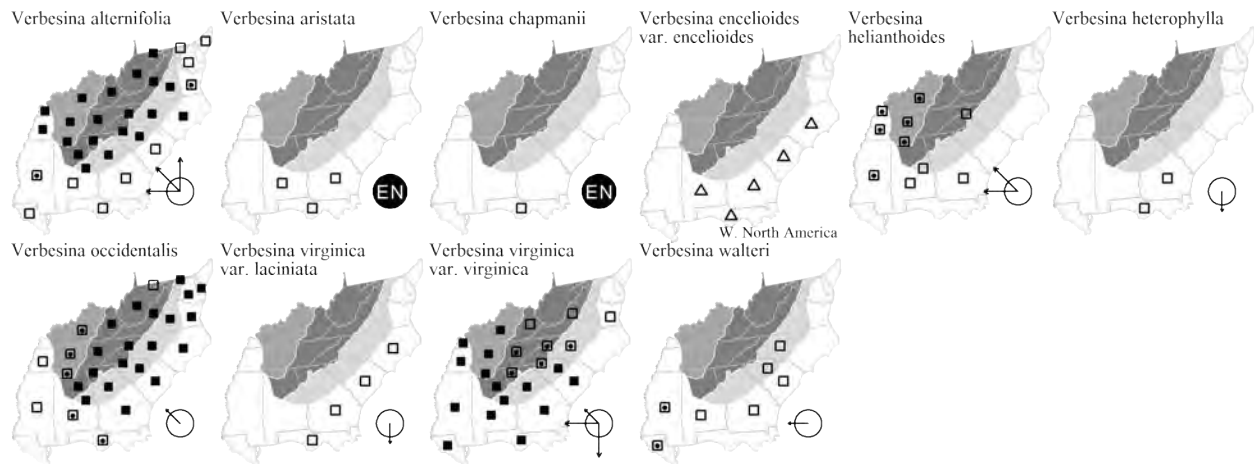 Verbesina alternifolia
Verbesina aristata
Verbesina chapmanii
Verbesina encelioides
var. encelioides
Verbesina
helianthoides
Verbesina heterophylla
EN
EN
W. North America
Verbesina occidentalis
Verbesina virginica
var. laciniata
Verbesina virginica
var. virginica
Verbesina walteri